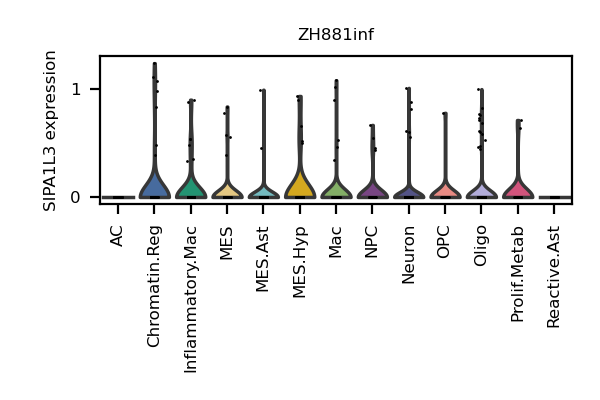 ZH881inf
SIPA1L3 expression
1
0
AC
Chromatin.Reg
Inflammatory.Mac
MES
MES.Ast
MES.Hyp
Mac
NPC
Neuron
OPC
Oligo
Prolif.Metab
Reactive.Ast